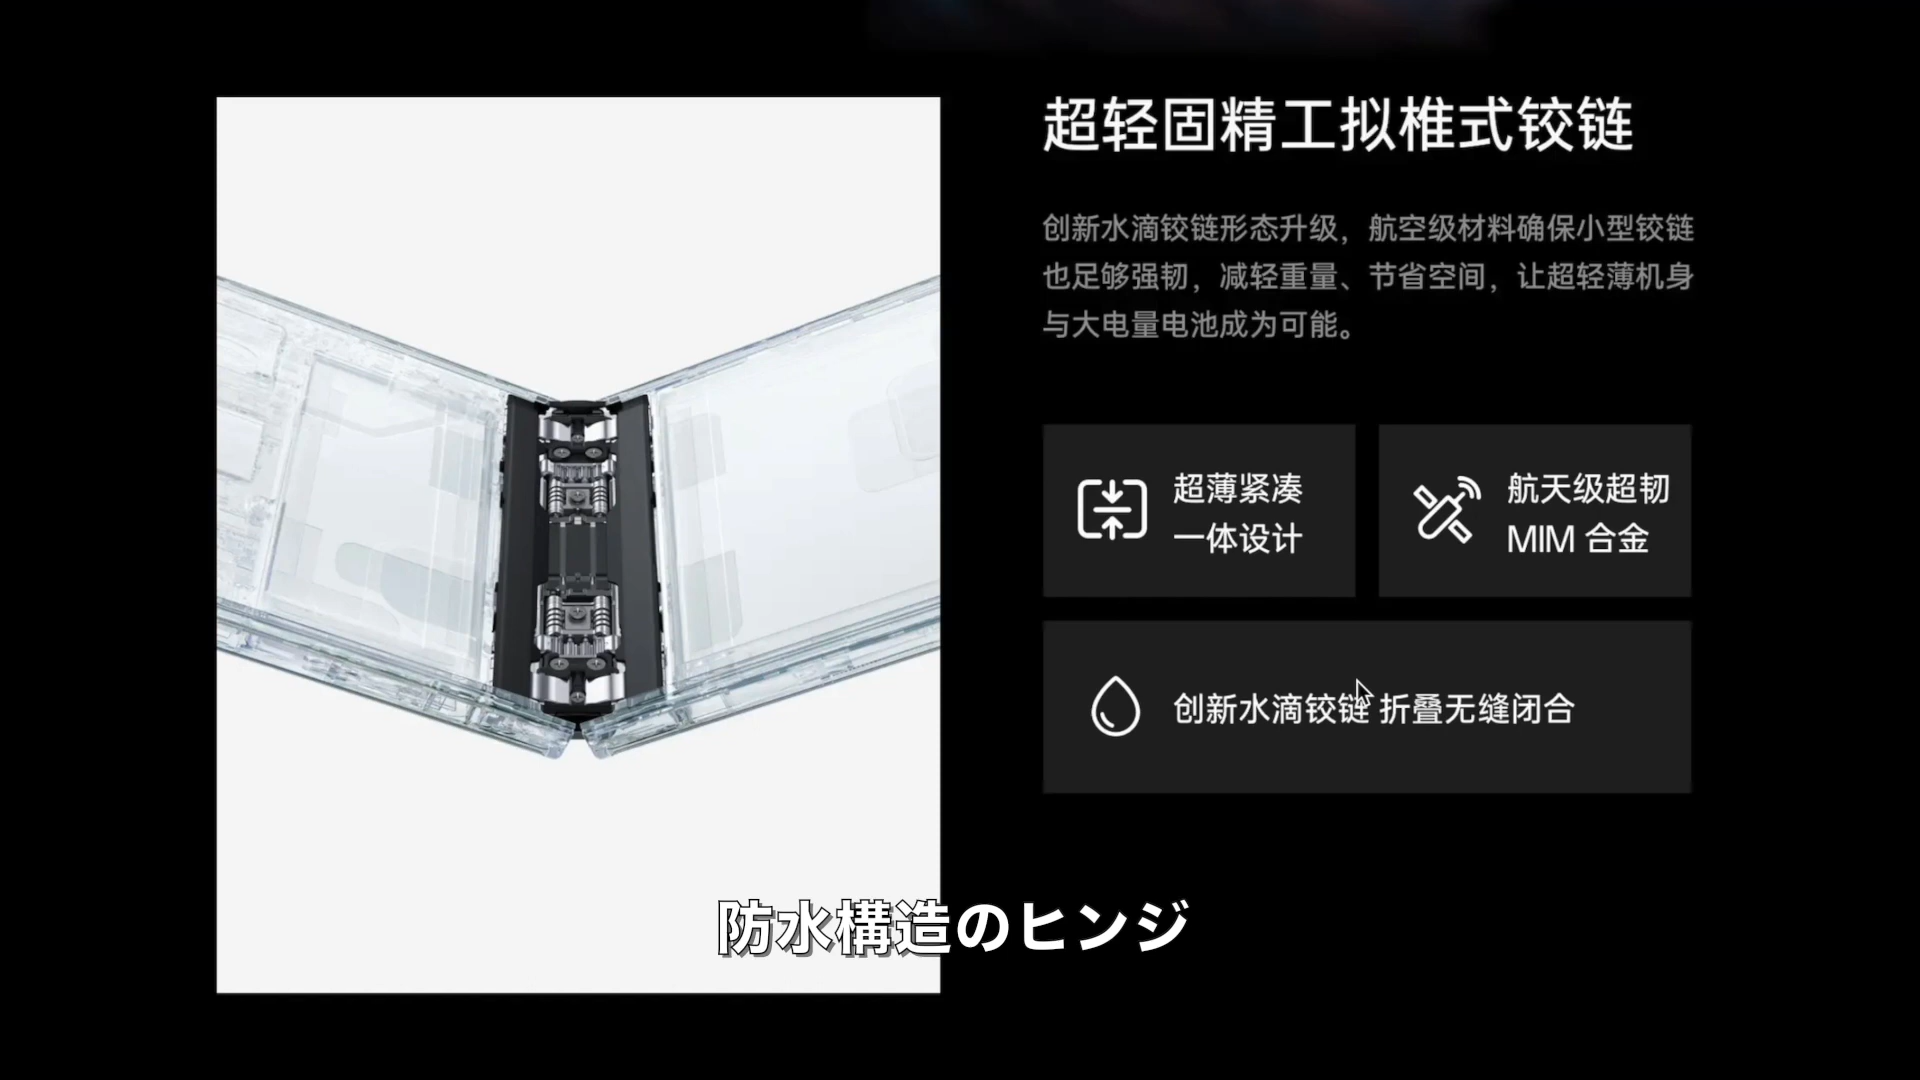 超轻固精工拟椎式铰链
创新水滴铰链形态升级，航空级材料确保小型铰链
也足够强韧，减轻重量、节省空间，让超轻薄机身
与大电量电池成为可能。
超薄紧凑
一体设计
航天级超韧
MIM 合金
创新水滴铰链 折叠无缝闭合
防水構造のヒンジ